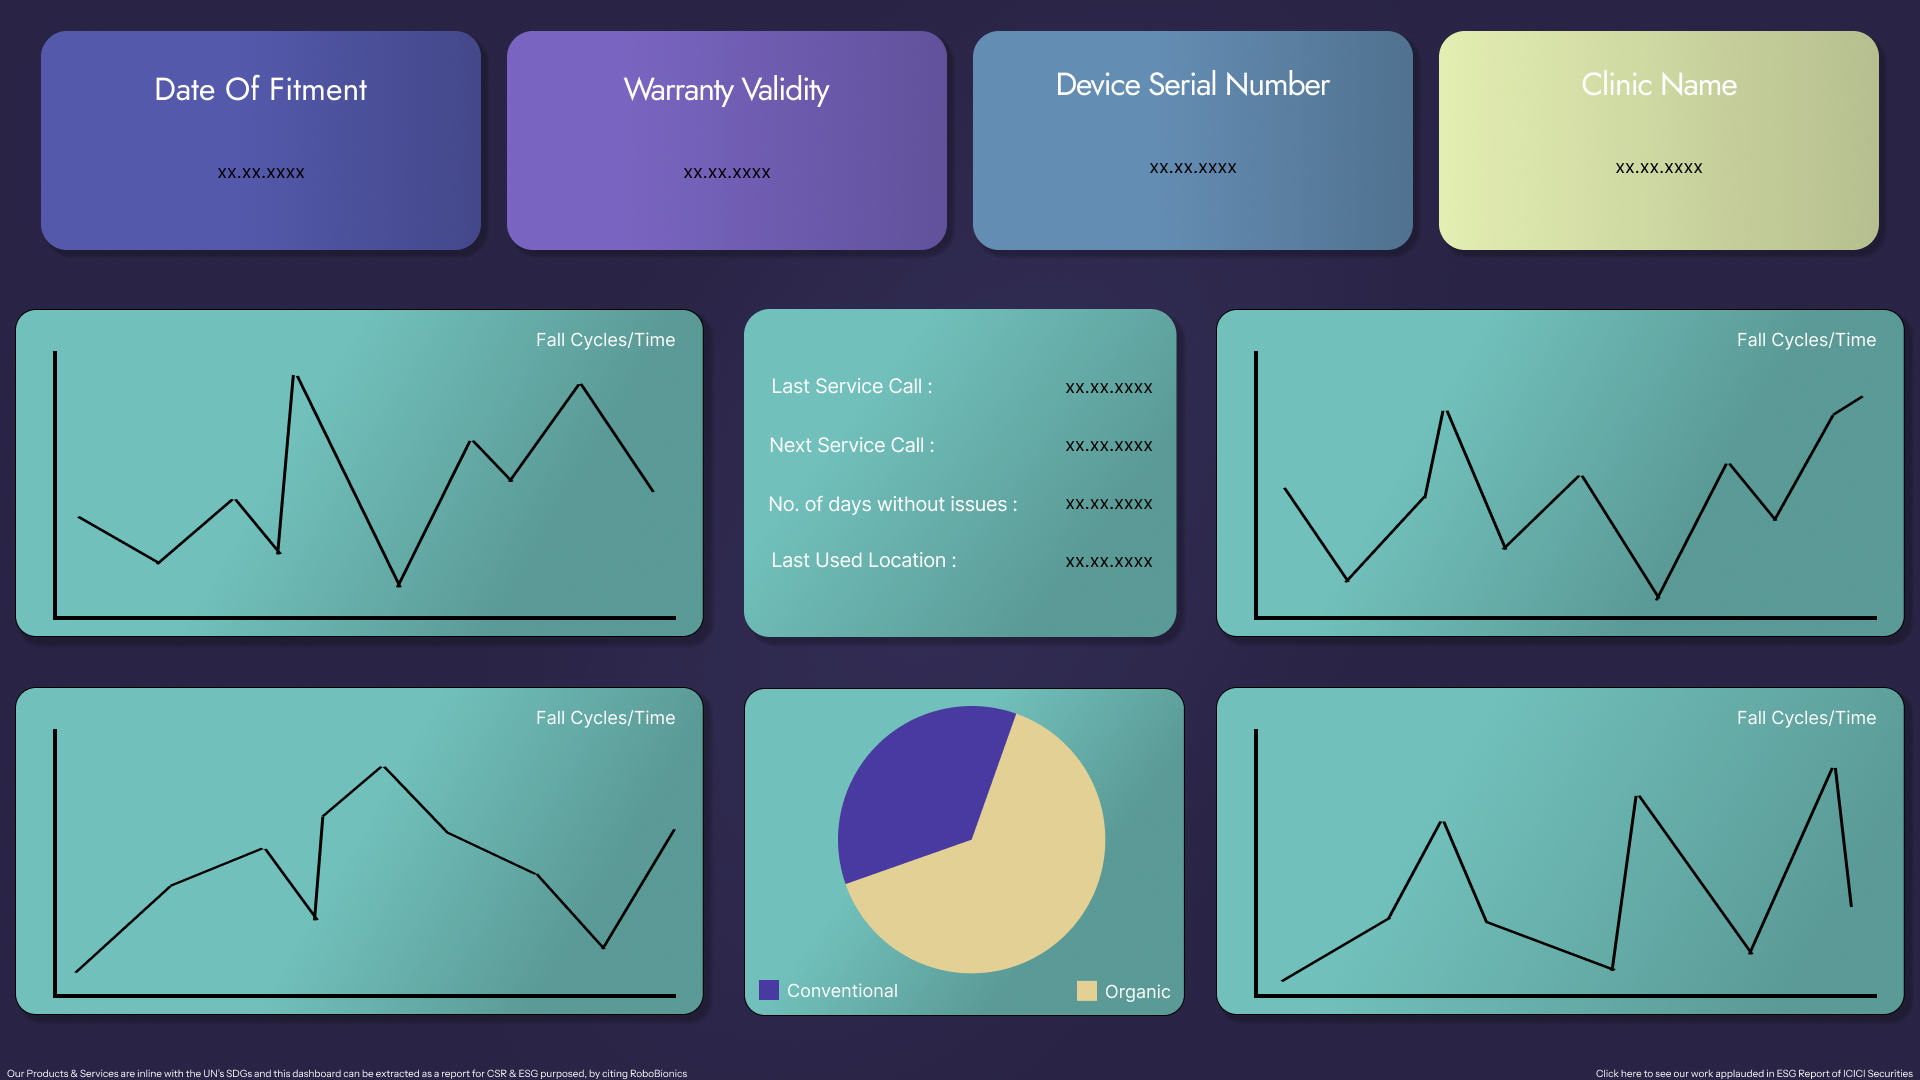 Date Of Fitment
xx.xx.xxxx
Warranty Validity
xx.xx.xxxx
Device Serial Number
xx.xx.xxxx
Clinic Name
xx.xx.xxxx
Fall Cycles/Time
Last Service Call : xx.xx.xxxx
Next Service Call : xx.xx.xxxx
No. of days without issues : xx.xx.xxxx
Last Used Location : xx.xx.xxxx
Fall Cycles/Time
Fall Cycles/Time
Conventional
Organic
Fall Cycles/Time
Our Products & Services are inline with the UN's SDGs and this dashboard can be extracted as a report for CSR & ESG purposed, by citing RoboBionics
Click here to see our work applauded in ESG Report of ICICI Securities